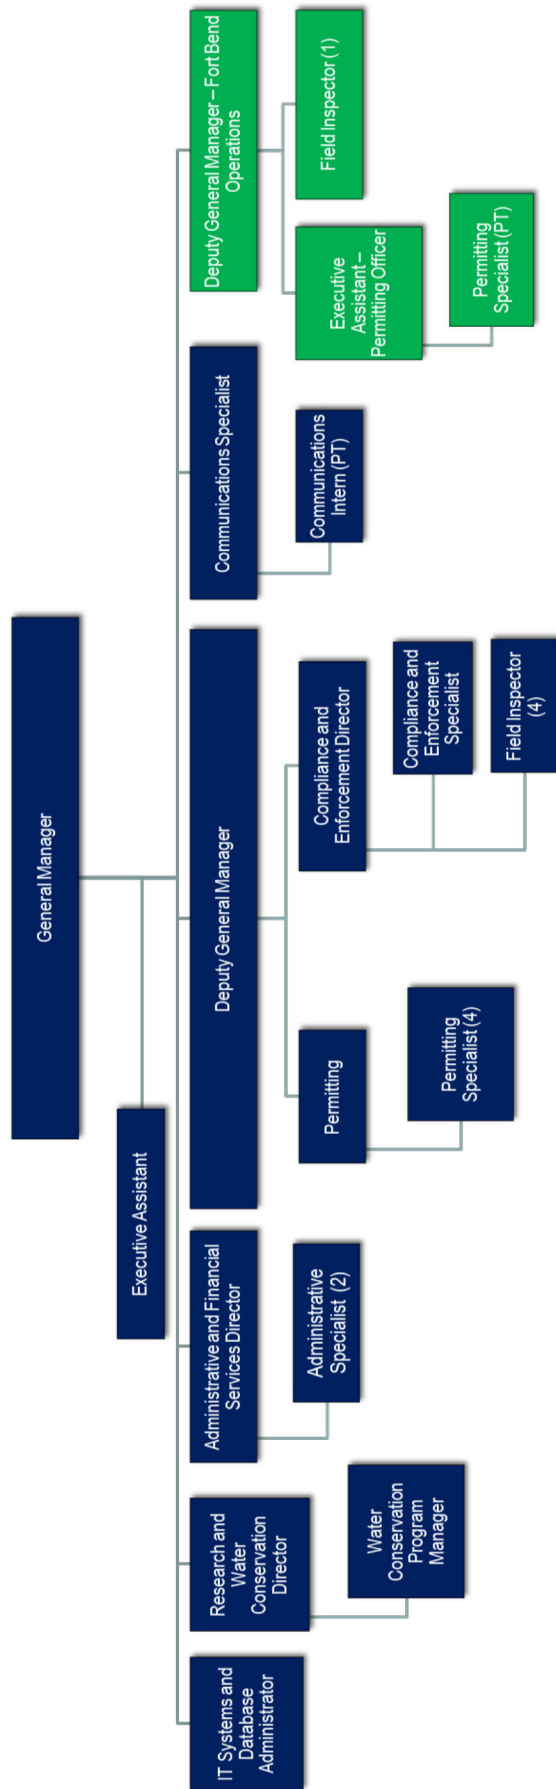 General Manager
Executive Assistant
IT Systems and
Database
Administrator
Research and
Water
Conservation
Director
Water
Conservation
Program
Manager
Administrative and Financial
Services Director
Administrative
Specialist (2)
Deputy General Manager
Permitting
Permitting
Specialist (4)
Compliance and
Enforcement Director
Compliance and
Enforcement
Specialist
Field Inspector
(4)
Communications Specialist
Communications
Intern (PT)
Deputy General Manager – Fort Bend
Operations
Executive
Assistant –
Permitting Officer
Permitting
Specialist (PT)
Field Inspector (1)